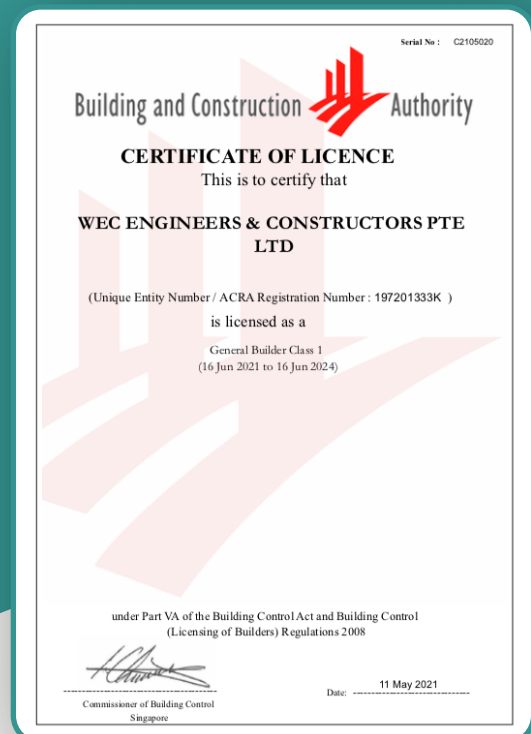 Serial No : C2105020
Building and Construction Authority
CERTIFICATE OF LICENCE
This is to certify that
WEC ENGINEERS & CONSTRUCTORS PTE
LTD
(Unique Entity Number / ACRA Registration Number : 197201333K )
is licensed as a
General Builder Class 1
(16 Jun 2021 to 16 Jun 2024)
under Part VA of the Building Control Act and Building Control
(Licensing of Builders) Regulations 2008
Commissioner of Building Control
Singapore
Date: 11 May 2021